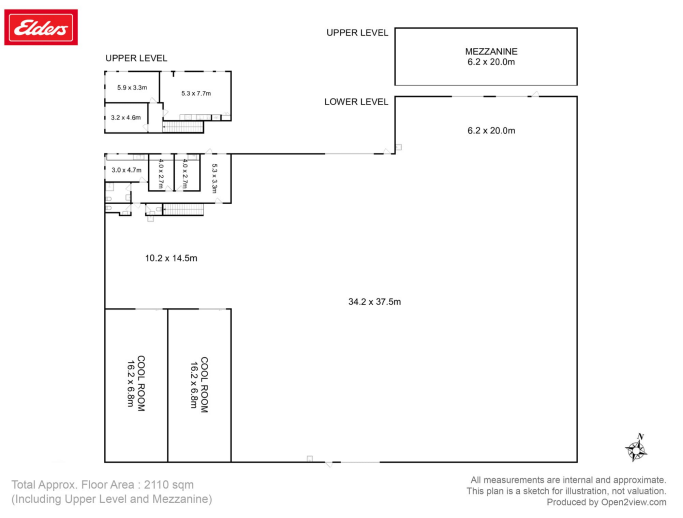 Elders
UPPER LEVEL
5.9 x 3.3m
5.3 x 7.7m
3.2 x 4.6m
UPPER LEVEL
MEZZANINE
6.2 x 20.0m
LOWER LEVEL
6.2 x 20.0m
3.0 x 4.7m
4.0 x 2.7m
4.0 x 2.7m
5.3 x 3.3m
10.2 x 14.5m
34.2 x 37.5m
COOL ROOM
16.2 x 6.8m
COOL ROOM
16.2 x 6.8m
N
Total Approx. Floor Area : 2110 sqm
(Including Upper Level and Mezzanine)
All measurements are internal and approximate.
This plan is a sketch for illustration, not valuation.
Produced by Open2view.com